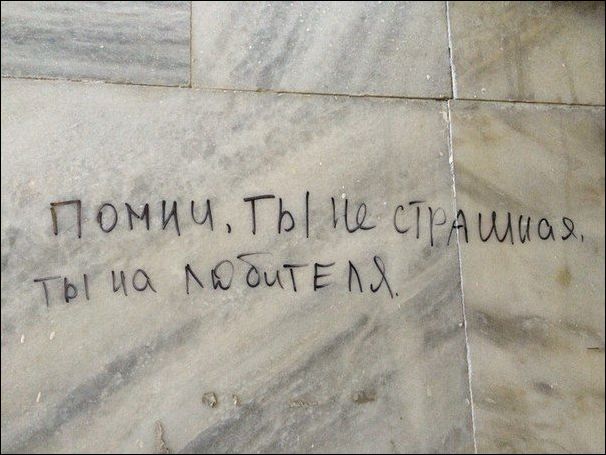 Помни, ты не страшная,
ты на любителя.